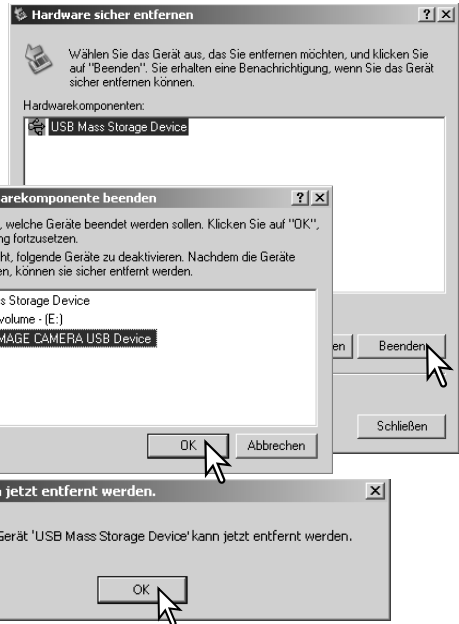 Hardware sicher entfernen
Wählen Sie das Gerät aus, das Sie entfernen möchten, und klicken Sie
auf "Beenden". Sie erhalten eine Benachrichtigung, wenn Sie das Gerät
sicher entfernen können.
Hardwarekomponenten:
USB Mass Storage Device
Beenden
Schließen
arekomponente beenden
, welche Geräte beendet werden sollen. Klicken Sie auf "OK",
ng fortzusetzen.
ht, folgende Geräte zu deaktivieren. Nachdem die Geräte
en, können sie sicher entfernt werden.
s Storage Device
volume - (E:)
MAGE CAMERA USB Device
en
OK
Abbrechen
jetzt entfernt werden.
Gerät 'USB Mass Storage Device' kann jetzt entfernt werden.
OK